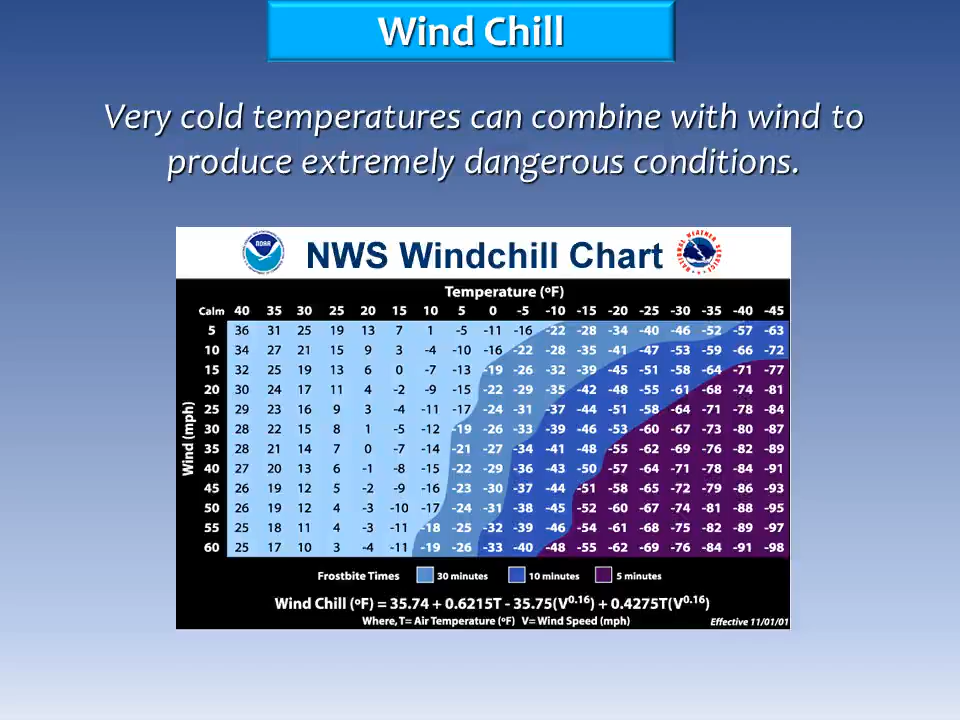 Wind Chill
Very cold temperatures can combine with wind to
produce extremely dangerous conditions.
NOAA
NWS Windchill Chart
NATIONAL WEATHER SERVICE
Temperature (ºF)
Calm 40 35 30 25 20 15 10 5 0 -5 -10 -15 -20 -25 -30 -35 -40 -45
5 36 31 25 19 13 7 1 -5 -11 -16 -22 -28 -34 -40 -46 -52 -57 -63
10 34 27 21 15 9 3 -4 -10 -16 -22 -28 -35 -41 -47 -53 -59 -66 -72
15 32 25 19 13 6 0 -7 -13 -19 -26 -32 -39 -45 -51 -58 -64 -71 -77
20 30 24 17 11 4 -2 -9 -15 -22 -29 -35 -42 -48 -55 -61 -68 -74 -81
25 29 23 16 9 3 -4 -11 -17 -24 -31 -37 -44 -51 -58 -64 -71 -78 -84
30 28 22 15 8 1 -5 -12 -19 -26 -33 -39 -46 -53 -60 -67 -73 -80 -87
35 28 21 14 7 0 -7 -14 -21 -27 -34 -41 -48 -55 -62 -69 -76 -82 -89
40 27 20 13 6 -1 -8 -15 -22 -29 -36 -43 -50 -57 -64 -71 -78 -84 -91
45 26 19 12 5 -2 -9 -16 -23 -30 -37 -44 -51 -58 -65 -72 -79 -86 -93
50 26 19 12 4 -3 -10 -17 -24 -31 -38 -45 -52 -60 -67 -74 -81 -88 -95
55 25 18 11 4 -3 -11 -18 -25 -32 -39 -46 -54 -61 -68 -75 -82 -89 -97
60 25 17 10 3 -4 -11 -19 -26 -33 -40 -48 -55 -62 -69 -76 -84 -91 -98
Wind (mph)
Frostbite Times 30 minutes 10 minutes 5 minutes
Wind Chill (ºF) = 35.74 + 0.6215T - 35.75(V0.16) + 0.4275T(V0.16)
Where, T= Air Temperature (ºF) V= Wind Speed (mph) Effective 11/01/01